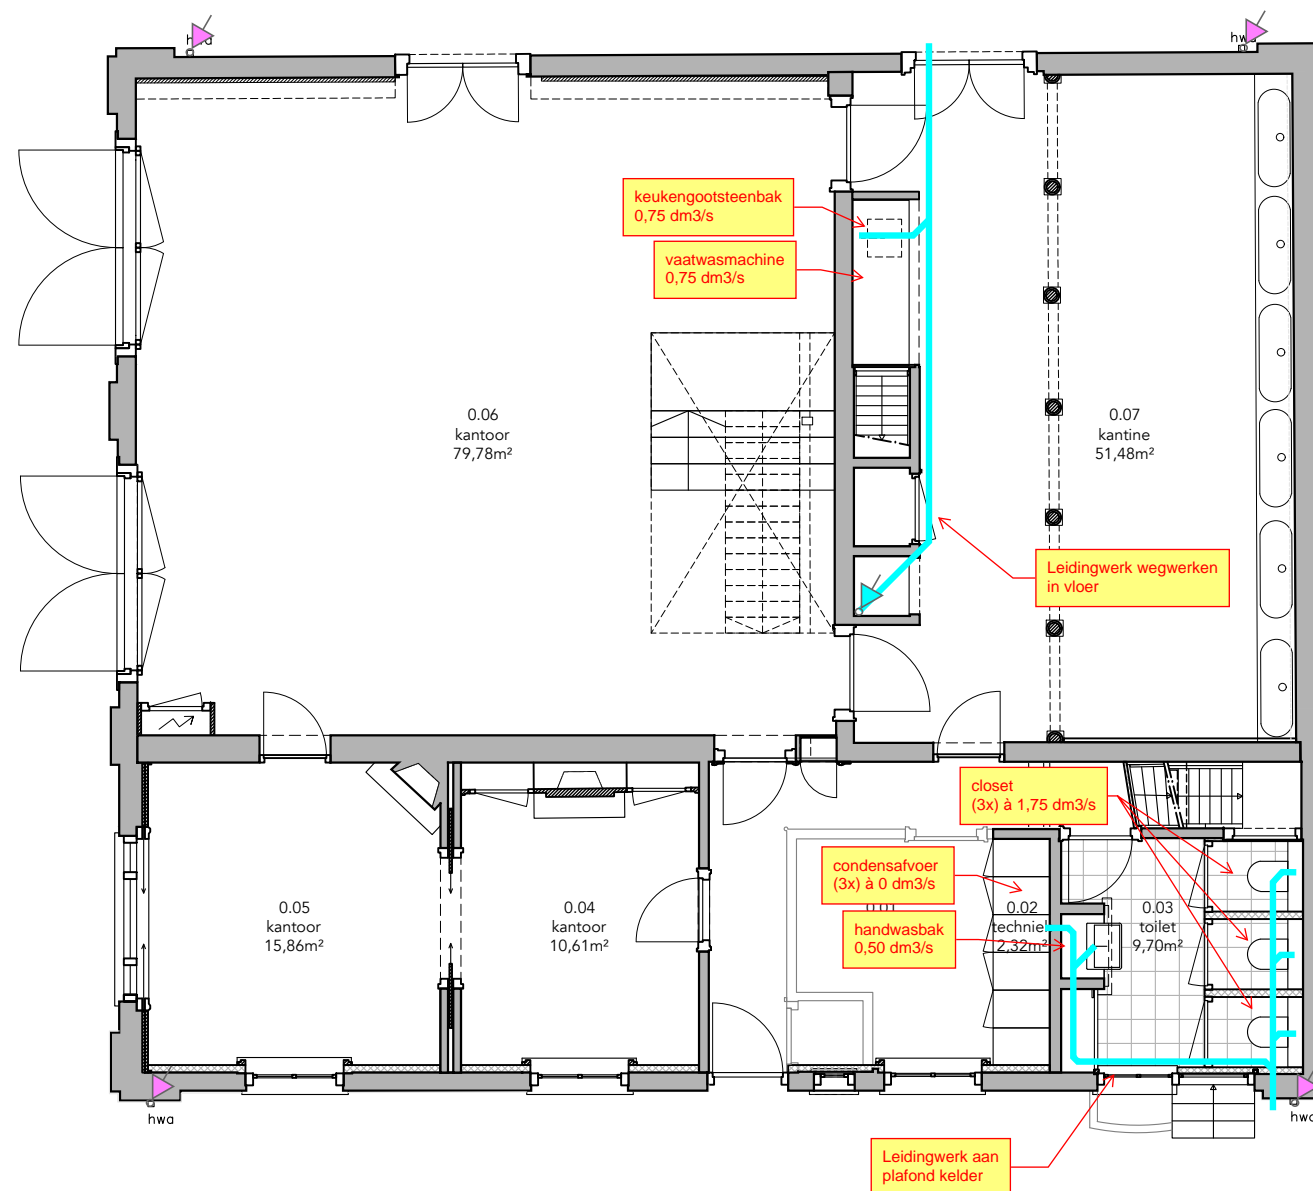 hwa
hwa
keukengootsteenbak
0,75 dm3/s
vaatwasmachine
0,75 dm3/s
0.06
kantoor
79,78m²
0.07
kantine
51,48m²
Leidingwerk wegwerken
in vloer
closet
(3x) à 1,75 dm3/s
condensafvoer
(3x) à 0 dm3/s
handwasbak
0,50 dm3/s
0.05
kantoor
15,86m²
0.04
kantoor
10,61m²
0.02
techniek
2,32m²
0.03
toilet
9,70m²
hwa
hwa
Leidingwerk aan
plafond kelder